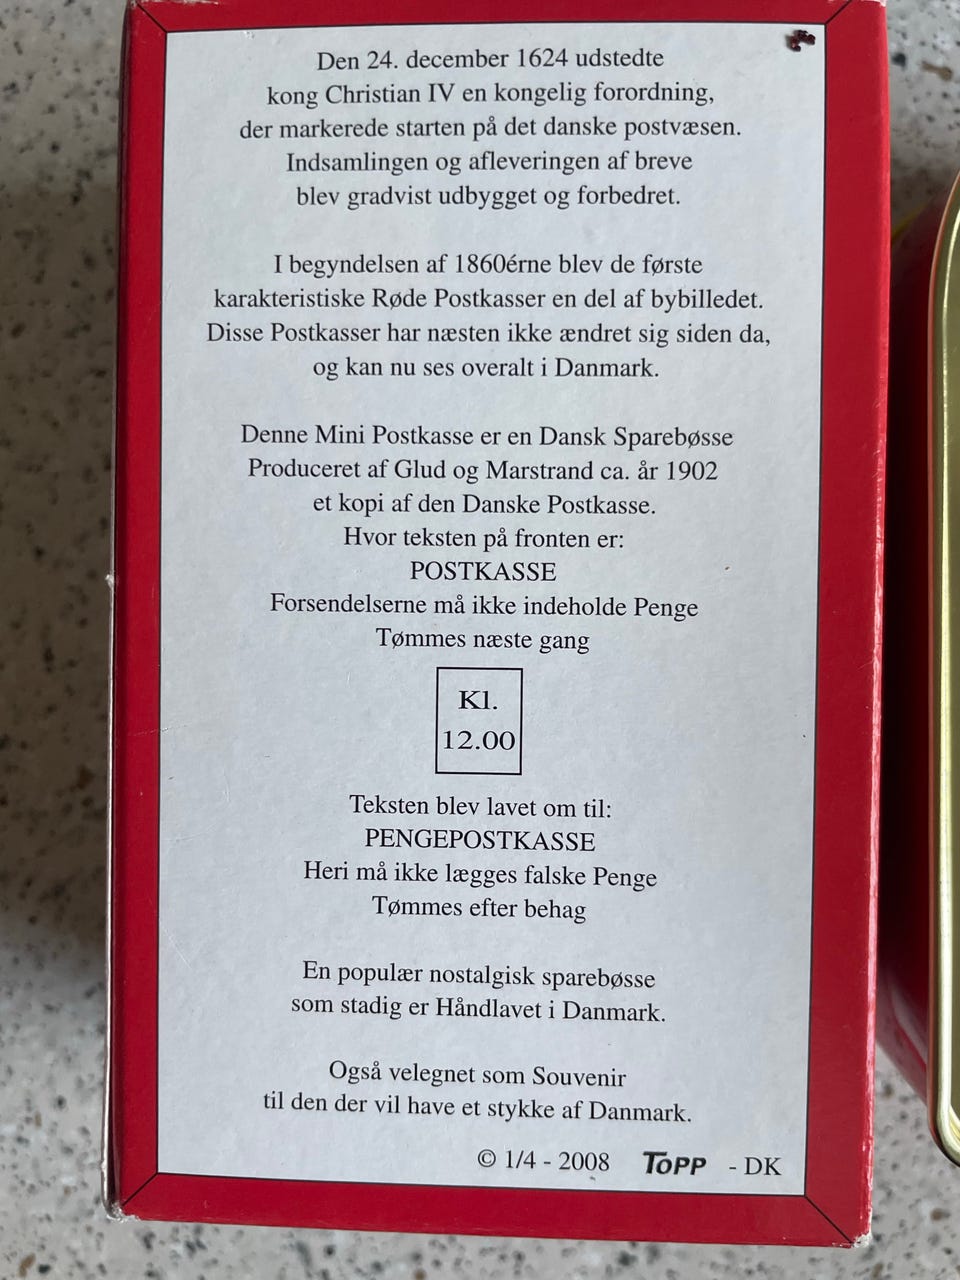 Den 24. december 1624 udstedte
kong Christian IV en kongelig forordning,
der markerede starten på det danske postvæsen.
Indsamlingen og afleveringen af breve
blev gradvist udbygget og forbedret.
I begyndelsen af 1860érne blev de første
karakteristiske Røde Postkasser en del af bybilledet.
Disse Postkasser har næsten ikke ændret sig siden da,
og kan nu ses overalt i Danmark.
Denne Mini Postkasse er en Dansk Sparebøsse
Produceret af Glud og Marstrand ca. år 1902
et kopi af den Danske Postkasse.
Hvor teksten på fronten er:
POSTKASSE
Forsendelserne må ikke indeholde Penge
Tømmes næste gang
Kl.
12.00
Teksten blev lavet om til:
PENGEPOSTKASSE
Heri må ikke lægges falske Penge
Tømmes efter behag
En populær nostalgisk sparebøsse
som stadig er Håndlavet i Danmark.
Også velegnet som Souvenir
til den der vil have et stykke af Danmark.
© 1/4 - 2008 TOPP - DK